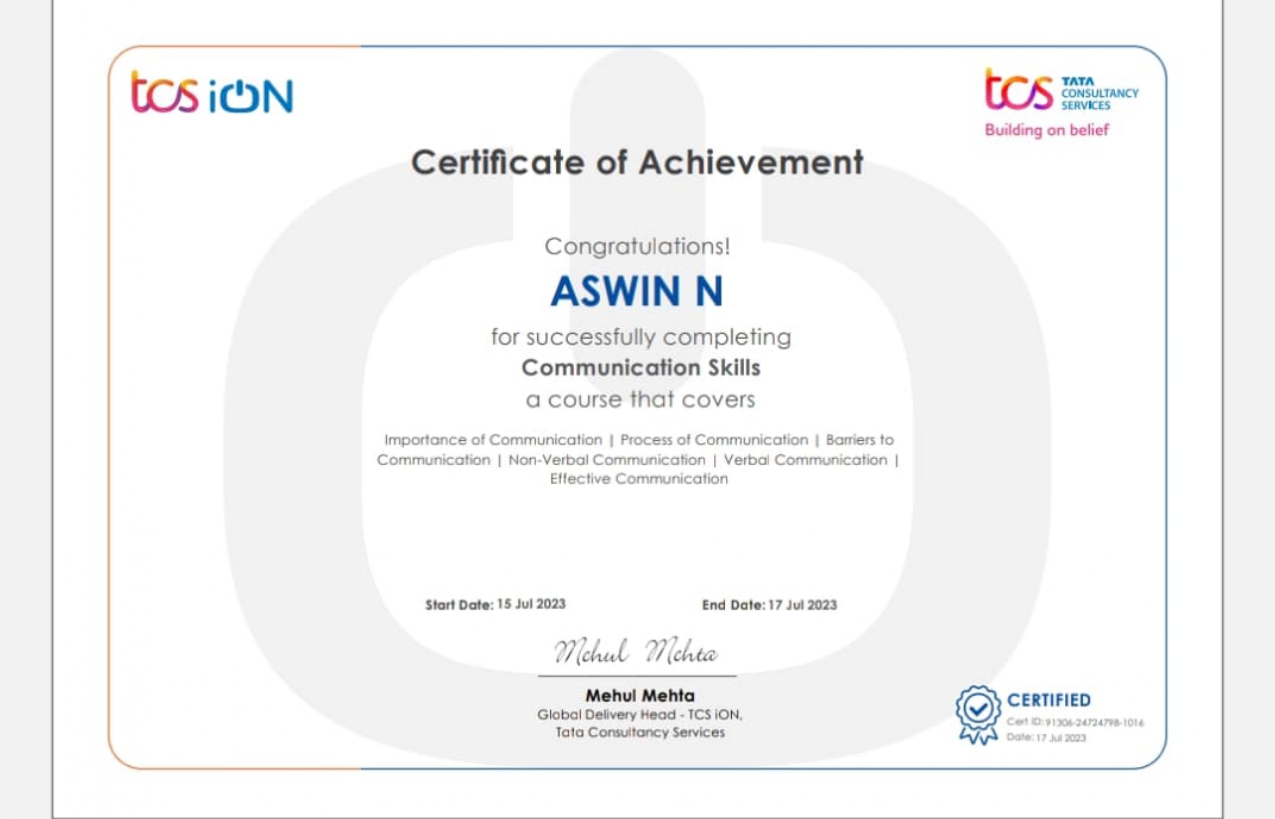 tcs iON
tcs TATA
CONSULTANCY
SERVICES
Building on belief
Certificate of Achievement
Congratulations!
ASWIN N
for successfully completing
Communication Skills
a course that covers
Importance of Communication | Process of Communication | Barriers to
Communication | Non-Verbal Communication | Verbal Communication |
Effective Communication
Start Date: 15 Jul 2023
End Date: 17 Jul 2023
Mehul Mehta
Mehul Mehta
Global Delivery Head - TCS iON,
Tata Consultancy Services
CERTIFIED
Cert ID: 91306-24724798-1016
Date: 17 Jul 2023